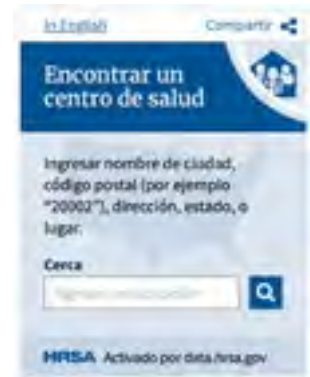 In English
Compartir
Encontrar un
centro de salud
Ingresar nombre de ciudad,
código postal (por ejemplo
"20002"), dirección, estado, o
lugar.
Cerca
HRSA Activado por data.hrsa.gov